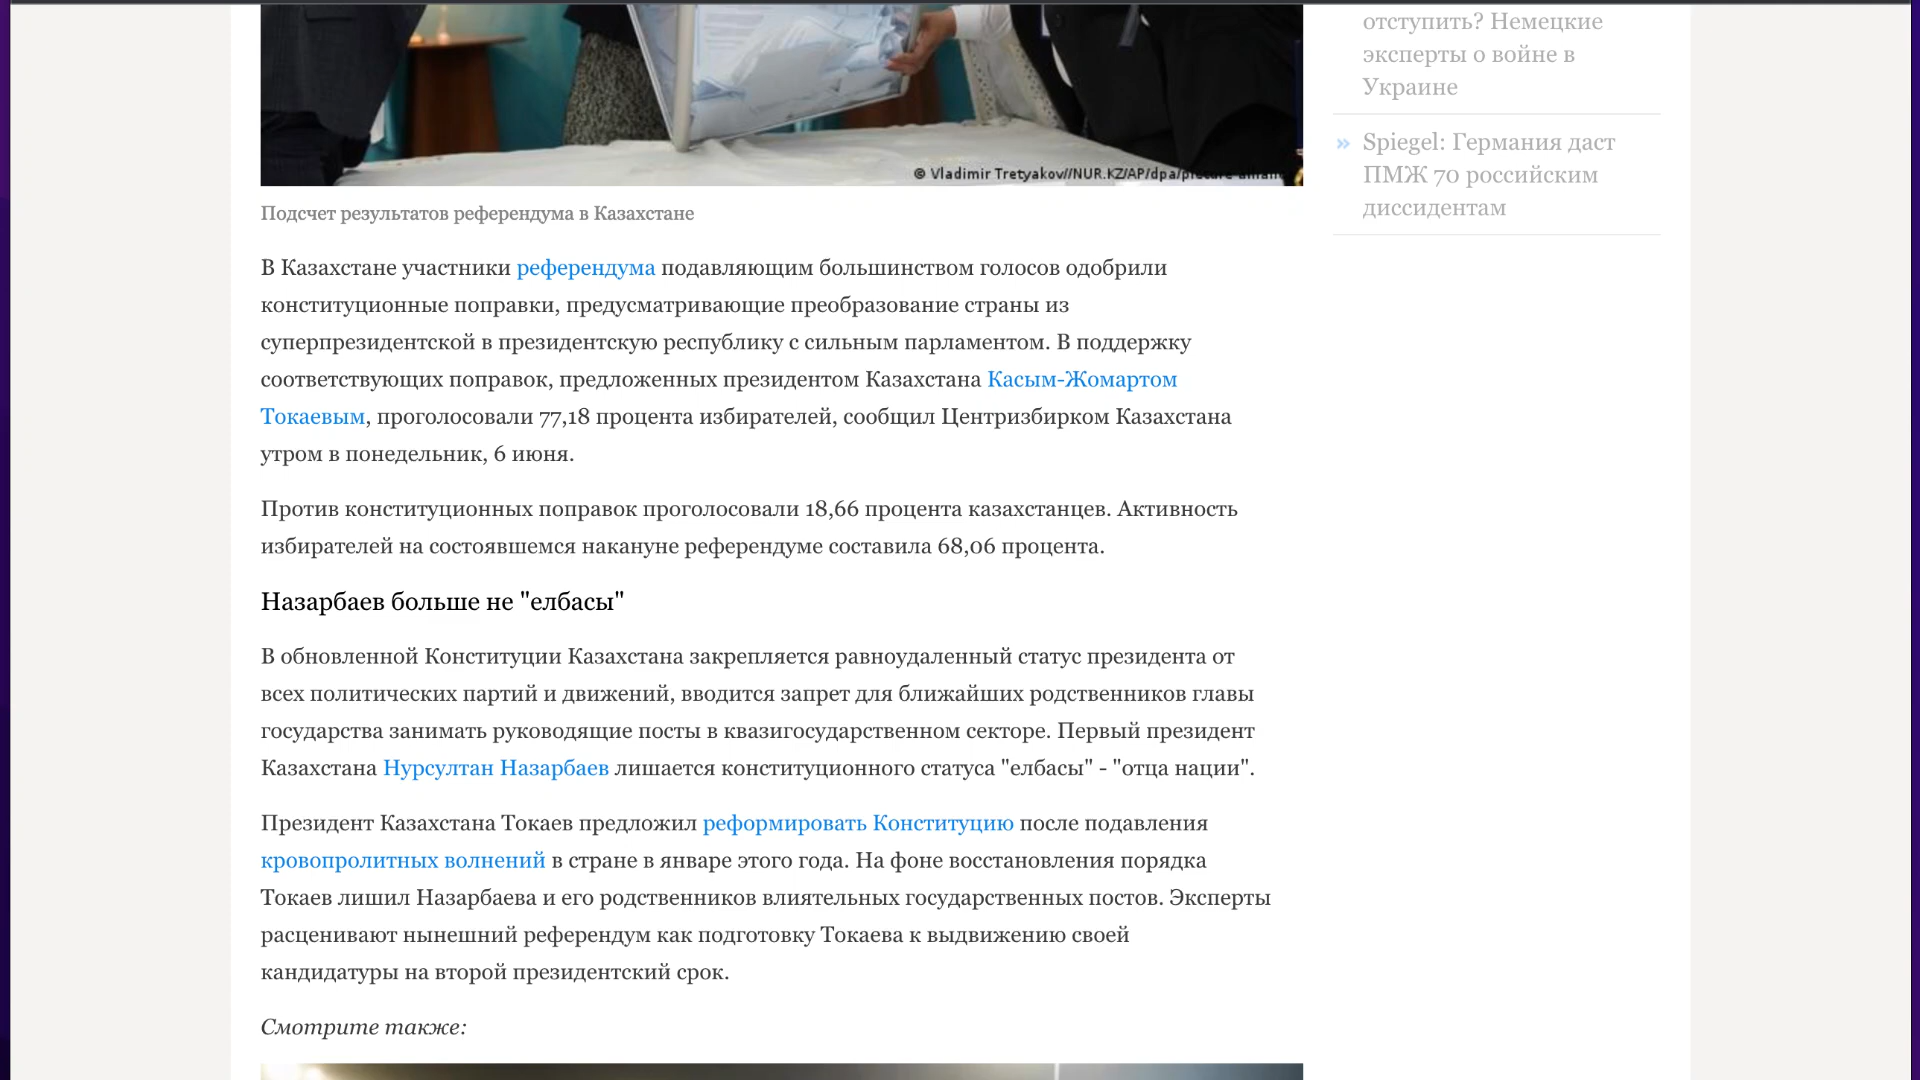 © Vladimir Tretyakov//NUR.KZ/AP/dpa/picture
Подсчет результатов референдума в Казахстане
В Казахстане участники референдума подавляющим большинством голосов одобрили
конституционные поправки, предусматривающие преобразование страны из
суперпрезидентской в президентскую республику с сильным парламентом. В поддержку
соответствующих поправок, предложенных президентом Казахстана Касым-Жомартом
Токаевым, проголосовали 77,18 процента избирателей, сообщил Центризбирком Казахстана
утром в понедельник, 6 июня.
Против конституционных поправок проголосовали 18,66 процента казахстанцев. Активность
избирателей на состоявшемся накануне референдуме составила 68,06 процента.
Назарбаев больше не "елбасы"
В обновленной Конституции Казахстана закрепляется равноудаленный статус президента от
всех политических партий и движений, вводится запрет для ближайших родственников главы
государства занимать руководящие посты в квазигосударственном секторе. Первый президент
Казахстана Нурсултан Назарбаев лишается конституционного статуса "елбасы" - "отца нации".
Президент Казахстана Токаев предложил реформировать Конституцию после подавления
кровопролитных волнений в стране в январе этого года. На фоне восстановления порядка
Токаев лишил Назарбаева и его родственников влиятельных государственных постов. Эксперты
расценивают нынешний референдум как подготовку Токаева к выдвижению своей
кандидатуры на второй президентский срок.
Смотрите также:
отступить? Немецкие
эксперты о войне в
Украине
» Spiegel: Германия даст
ПМЖ 70 российским
диссидентам